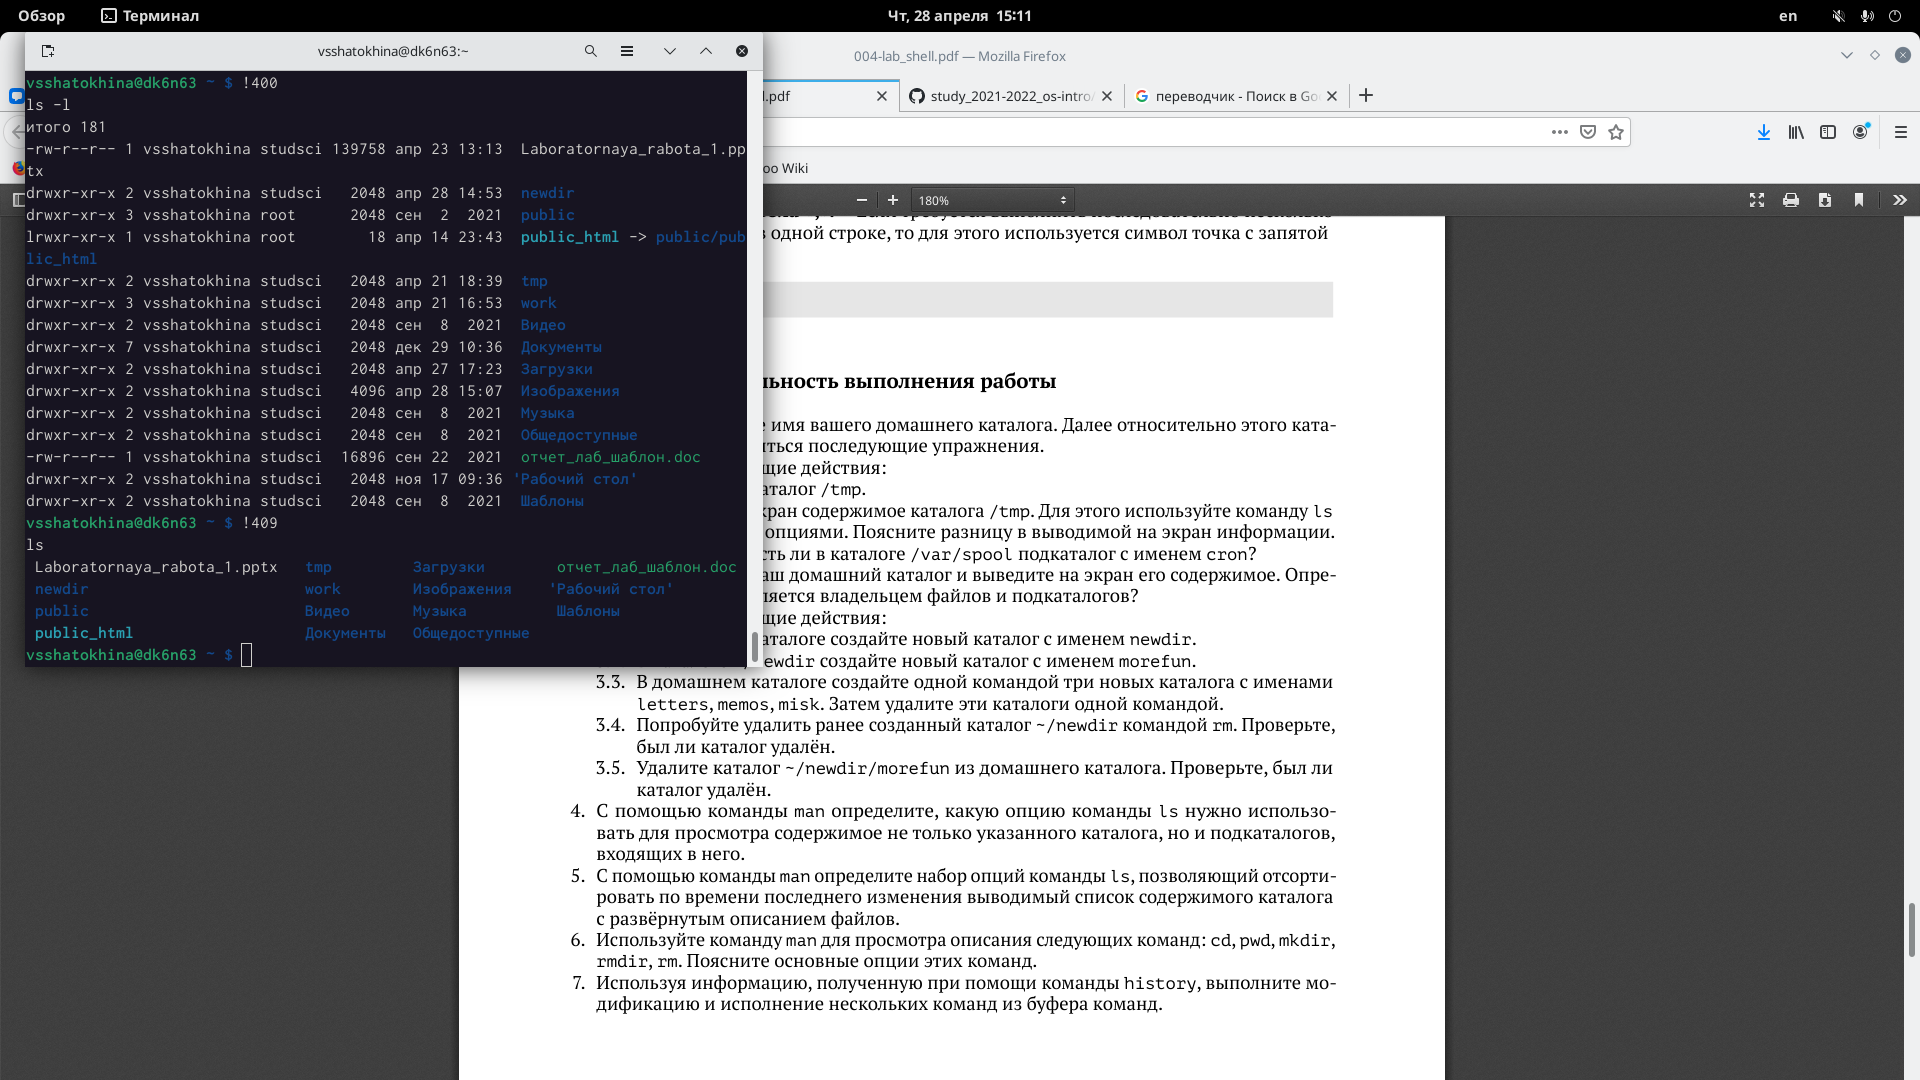 Обзор
Терминал
Чт, 28 апреля 15:11
en
vsshatokhina@dk6n63:~
vsshatokhina@dk6n63 ~ $ !400
ls -l
итого 181
-rw-r--r-- 1 vsshatokhina studsci 139758 апр 23 13:13 Laboratornaya_rabota_1.pp
tx
drwxr-xr-x 2 vsshatokhina studsci 2048 апр 28 14:53 newdir
drwxr-xr-x 3 vsshatokhina root 2048 сен 2 2021 public
lrwxr-xr-x 1 vsshatokhina root 18 апр 14 23:43 public_html -> public/pub
lic_html
drwxr-xr-x 2 vsshatokhina studsci 2048 апр 21 18:39 tmp
drwxr-xr-x 3 vsshatokhina studsci 2048 апр 21 16:53 work
drwxr-xr-x 2 vsshatokhina studsci 2048 сен 8 2021 Видео
drwxr-xr-x 7 vsshatokhina studsci 2048 дек 29 10:36 Документы
drwxr-xr-x 2 vsshatokhina studsci 2048 апр 27 17:23 Загрузки
drwxr-xr-x 2 vsshatokhina studsci 4096 апр 28 15:07 Изображения
drwxr-xr-x 2 vsshatokhina studsci 2048 сен 8 2021 Музыка
drwxr-xr-x 2 vsshatokhina studsci 2048 сен 8 2021 Общедоступные
-rw-r--r-- 1 vsshatokhina studsci 16896 сен 22 2021 отчет_лаб_шаблон.doc
drwxr-xr-x 2 vsshatokhina studsci 2048 ноя 17 09:36 'Рабочий стол'
drwxr-xr-x 2 vsshatokhina studsci 2048 сен 8 2021 Шаблоны
vsshatokhina@dk6n63 ~ $ !409
ls
Laboratornaya_rabota_1.pptx tmp Загрузки отчет_лаб_шаблон.doc
newdir work Изображения 'Рабочий стол'
public Видео Музыка Шаблоны
public_html Документы Общедоступные
vsshatokhina@dk6n63 ~ $
004-lab_shell.pdf — Mozilla Firefox
l.pdf
study_2021-2022_os-intro/
переводчик - Поиск в Go
oo Wiki
180%
в одной строке, то для этого используется символ точка с запятой
льность выполнения работы
е имя вашего домашнего каталога. Далее относительно этого ката-
иться последующие упражнения.
щие действия:
аталог /tmp.
кран содержимое каталога /tmp. Для этого используйте команду ls
опциями. Поясните разницу в выводимой на экран информации.
сть ли в каталоге /var/spool подкаталог с именем cron?
аш домашний каталог и выведите на экран его содержимое. Опре-
ляется владельцем файлов и подкаталогов?
щие действия:
аталоге создайте новый каталог с именем newdir.
ewdir создайте новый каталог с именем morefun.
3.3. В домашнем каталоге создайте одной командой три новых каталога с именами
letters, memos, misk. Затем удалите эти каталоги одной командой.
3.4. Попробуйте удалить ранее созданный каталог ~/newdir командой rm. Проверьте,
был ли каталог удалён.
3.5. Удалите каталог ~/newdir/morefun из домашнего каталога. Проверьте, был ли
каталог удалён.
4. С помощью команды man определите, какую опцию команды ls нужно использо-
вать для просмотра содержимое не только указанного каталога, но и подкаталогов,
входящих в него.
5. С помощью команды man определите набор опций команды ls, позволяющий отсорти-
ровать по времени последнего изменения выводимый список содержимого каталога
с развёрнутым описанием файлов.
6. Используйте команду man для просмотра описания следующих команд: cd, pwd, mkdir,
rmdir, rm. Поясните основные опции этих команд.
7. Используя информацию, полученную при помощи команды history, выполните мо-
дификацию и исполнение нескольких команд из буфера команд.